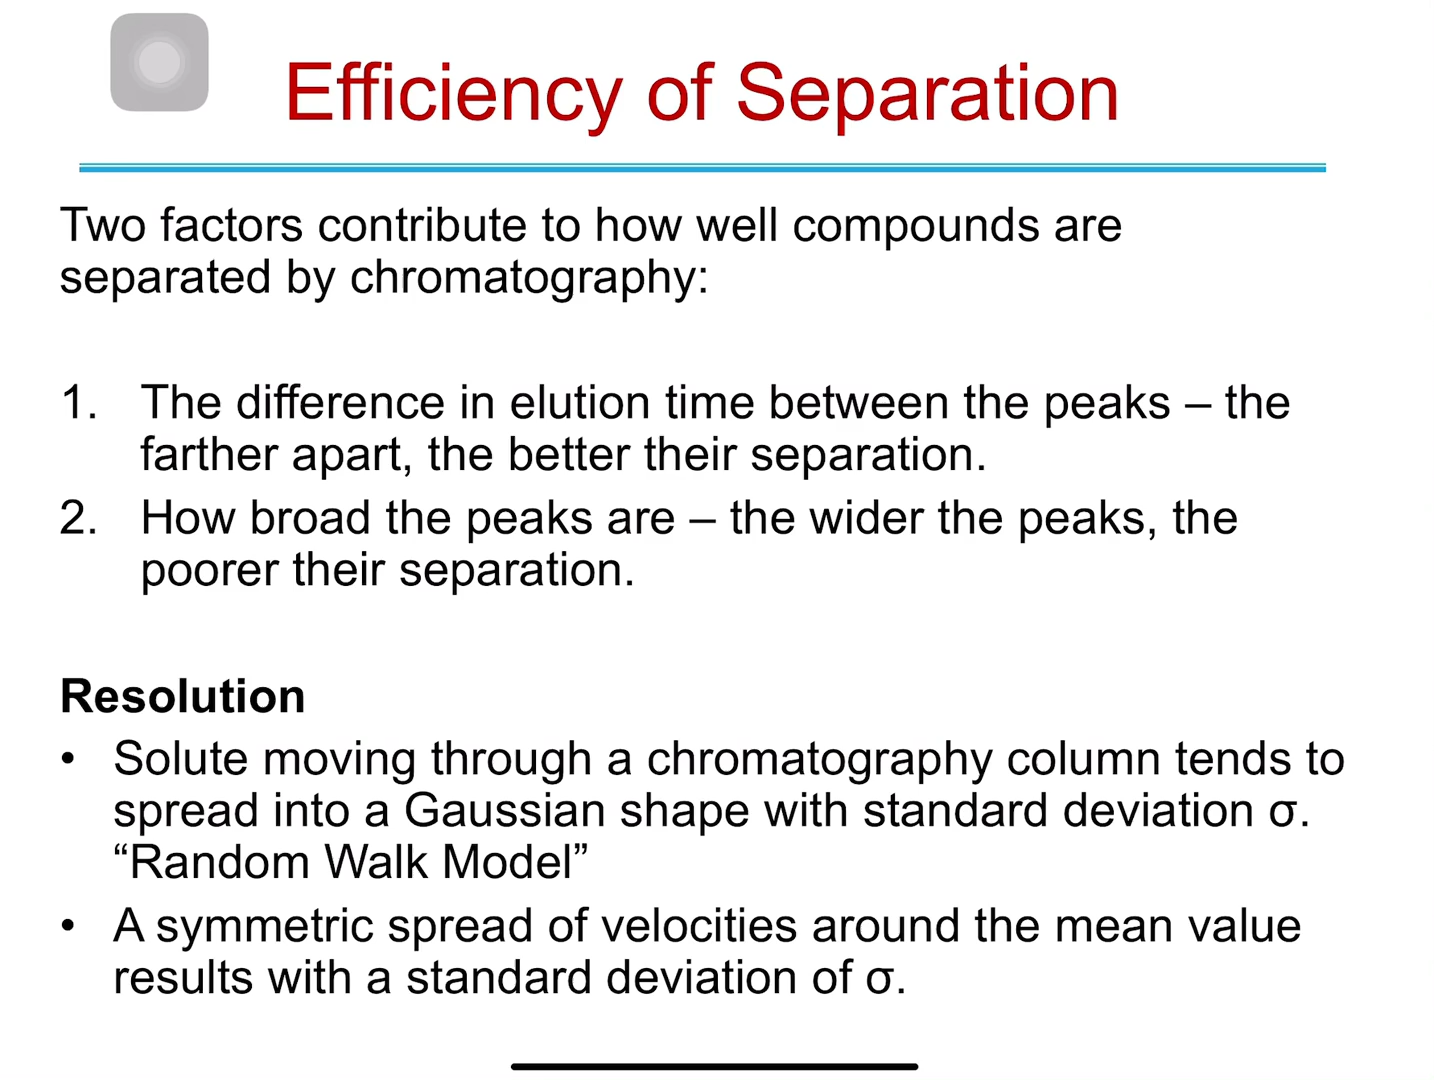 Efficiency of Separation
Two factors contribute to how well compounds are
separated by chromatography:
1. The difference in elution time between the peaks – the
farther apart, the better their separation.
2. How broad the peaks are – the wider the peaks, the
poorer their separation.
Resolution
• Solute moving through a chromatography column tends to
spread into a Gaussian shape with standard deviation σ.
“Random Walk Model”
• A symmetric spread of velocities around the mean value
results with a standard deviation of σ.